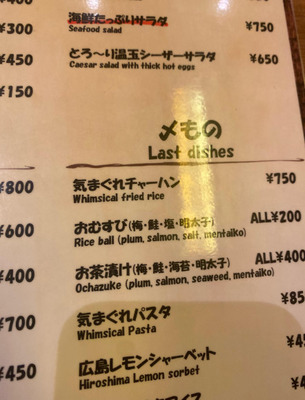 ¥400
海鮮たっぷりサラダ ¥750
¥300 Seafood salad
とろ～り温玉シーザーサラダ ¥650
¥450 Caesar salad with thick hot eggs
¥150
〆もの
Last dishes
¥800 気まぐれチャーハン ¥750
Whimsical fried rice
¥600 おむすび(梅・鮭・塩・明太子) ALL¥200
Rice ball (plum, salmon, salt, mentaiko)
¥400 お茶漬け(梅・鮭・海苔・明太子) ALL¥400
Ochazuke (plum, salmon, seaweed, mentaiko)
¥700 気まぐれパスタ
Whimsical Pasta
¥450 広島レモンシャーベット
Hiroshima Lemon sorbet